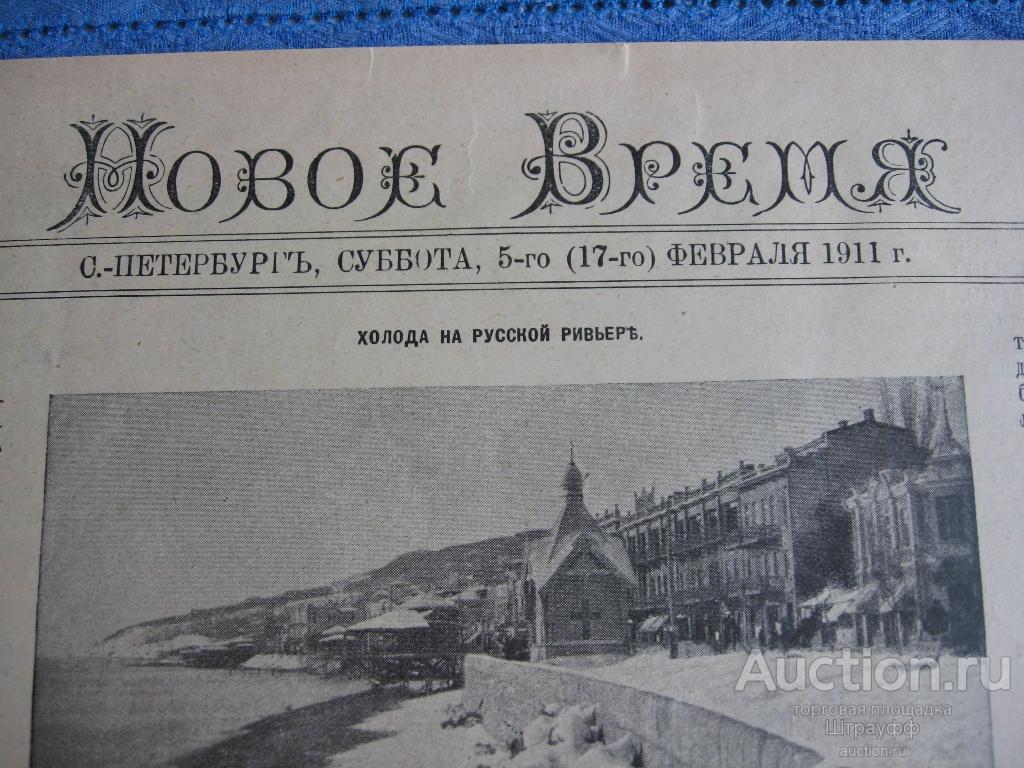 Новое Время
С.-ПЕТЕРБУРГЪ, СУББОТА, 5-го (17-го) ФЕВРАЛЯ 1911 г.
ХОЛОДА НА РУССКОЙ РИВЬЕРѢ.
Auction.ru
торговая площадка
Штрауфф
auction.ru